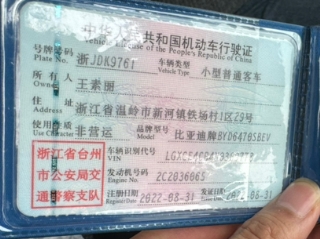 中华人民共和国机动车行驶证
Vehicle License of the People's Republic of China
号牌号码 Plate No. 浙JDK9761 车辆类型 Vehicle Type 小型普通客车
所有人 Owner 王素丽
住址 Address 浙江省温岭市新河镇铁场村1区29号
使用性质 Use Character 非营运 品牌型号 Model 比亚迪牌BYD6470SBEV
浙江省台州市公安局交通警察支队
车辆识别代号 VIN
发动机号码 Engine No. 2C203606S
注册日期 Register Date 2022-08-31 发证日期 Issue Date